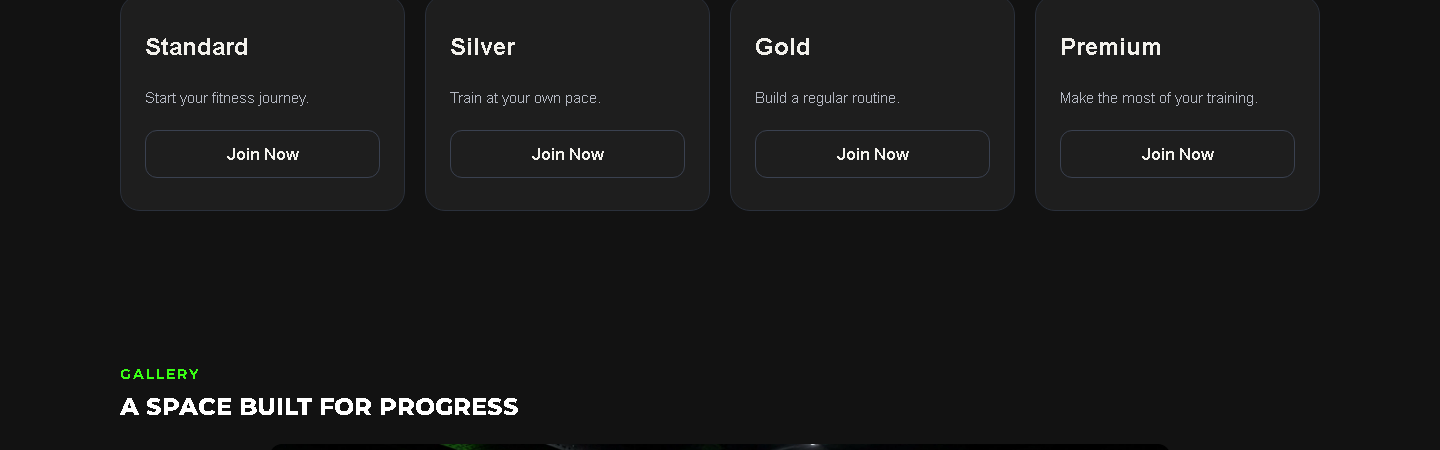 Standard
Silver
Gold
Premium
Start your fitness journey.
Train at your own pace.
Build a regular routine.
Make the most of your training.
Join Now
Join Now
Join Now
Join Now
GALLERY
A SPACE BUILT FOR PROGRESS